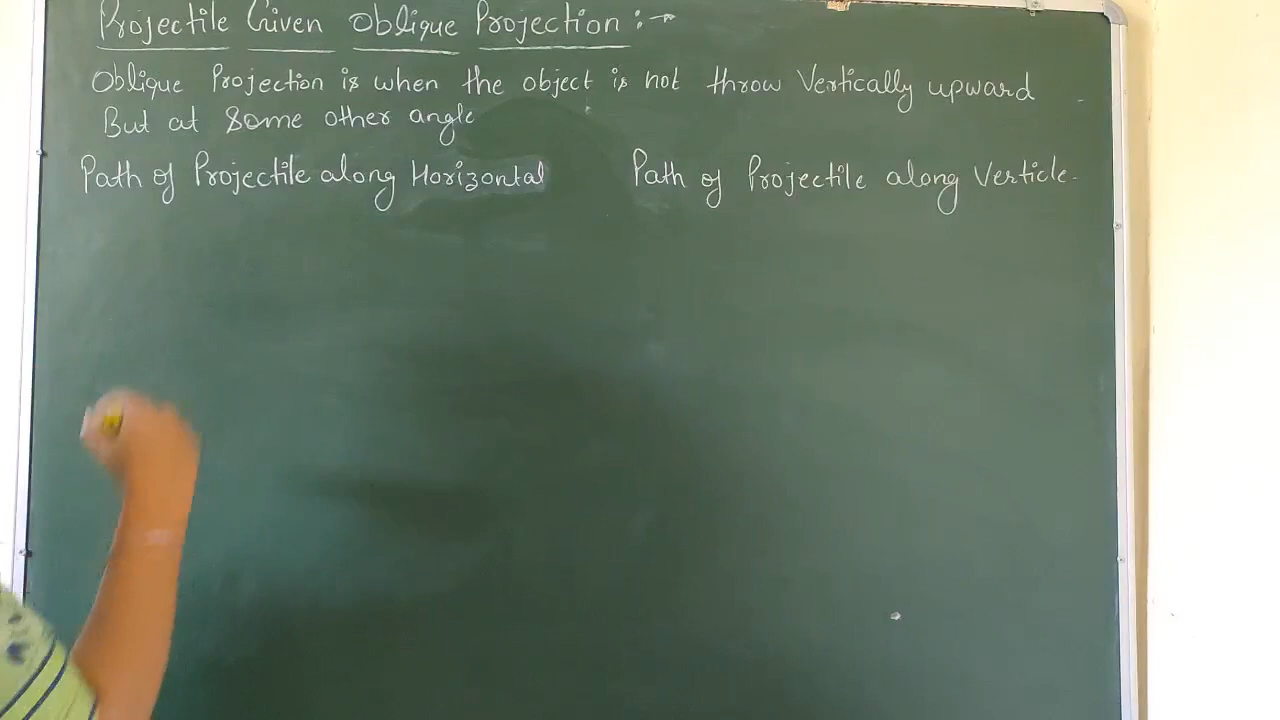 Projectile Given Oblique Projection :-
Oblique Projection is when the object is not throw Vertically upward
But at Some other angle
Path of Projectile along Horizontal
Path of Projectile along Verticle.